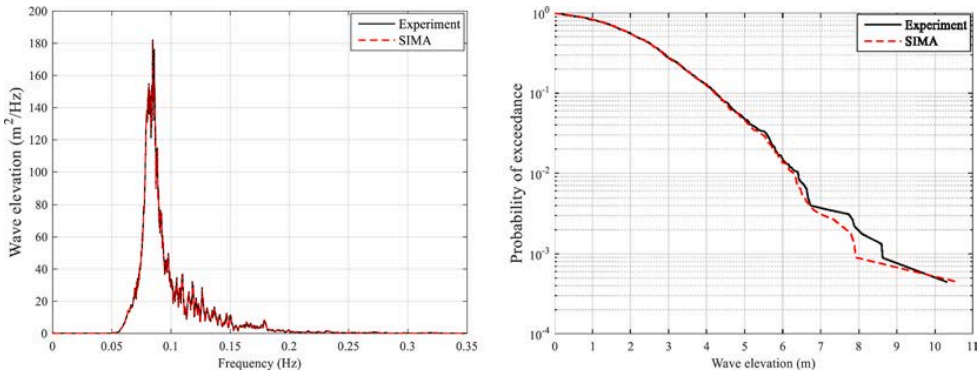 Wave elevation (m²/Hz)
200
180
160
140
120
100
80
60
40
20
0
0 0.05 0.1 0.15 0.2 0.25 0.3 0.35
Frequency (Hz)
Experiment
SIMA
Probability of exceedance
10⁰
10⁻¹
10⁻²
10⁻³
10⁻⁴
0 1 2 3 4 5 6 7 8 9 10 11
Wave elevation (m)
Experiment
SIMA